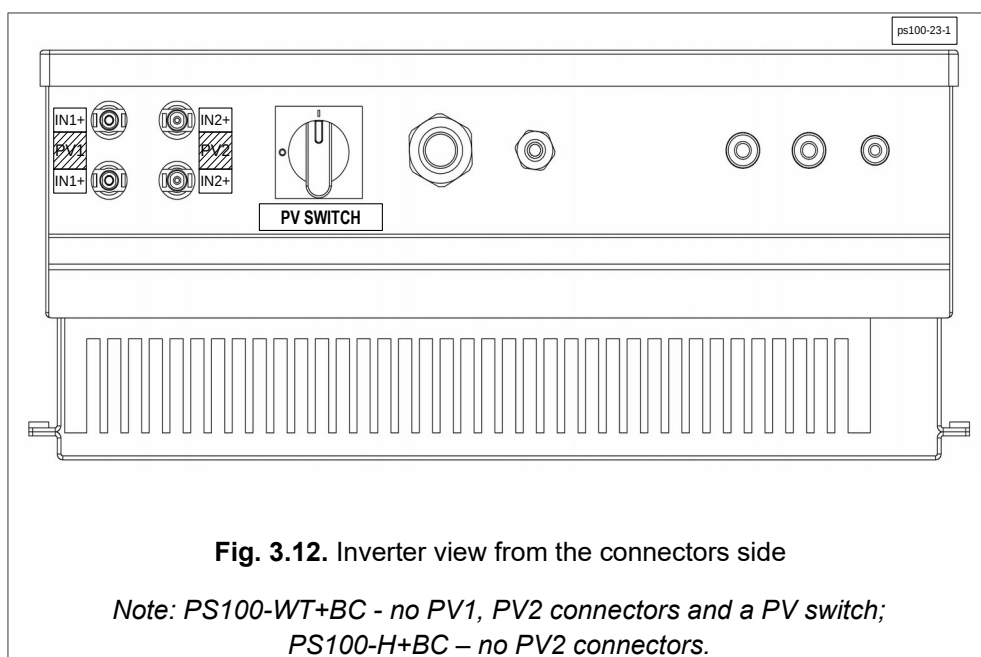 ps100-23-1
IN1+ IN2+
PV1 PV2
IN1+ IN2+
I
O
PV SWITCH
Fig. 3.12. Inverter view from the connectors side
Note: PS100-WT+BC - no PV1, PV2 connectors and a PV switch;
PS100-H+BC – no PV2 connectors.